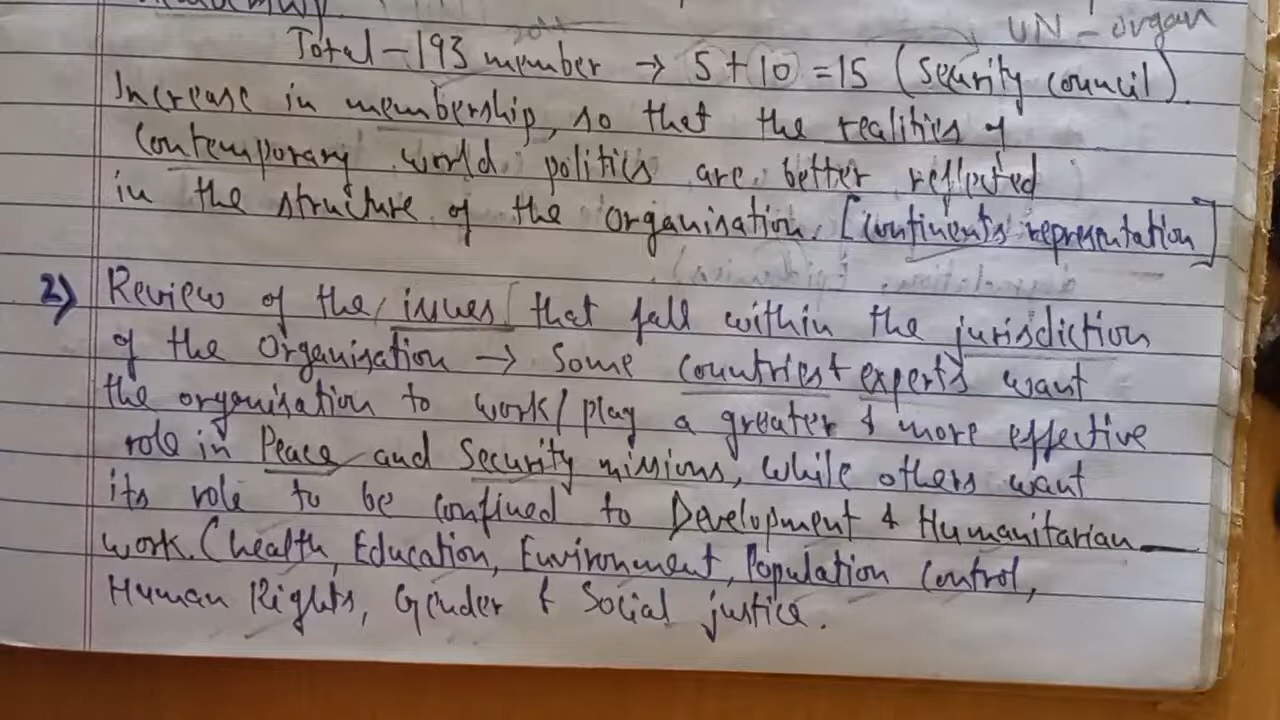 UN - organ
Total - 193 member → 5 + 10 = 15 (Security Council).
Increase in membership, so that the realities of
Contemporary world politics are better reflected
in the structure of the Organisation. [Continents representation]
2) Review of the issues that fall within the jurisdiction
of the Organisation → Some Countries & experts want
the organisation to work/play a greater & more effective
role in Peace and Security missions, while others want
its role to be confined to Development & Humanitarian
work. (health, Education, Environment, Population Control,
Human Rights, Gender & Social justice.